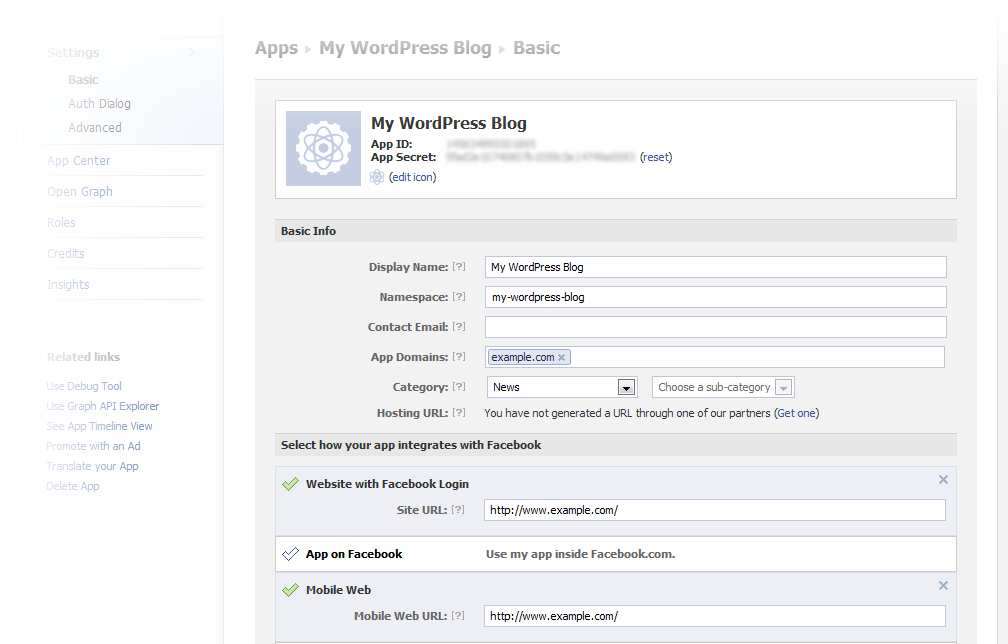 Settings
Basic
Auth Dialog
Advanced
App Center
Open Graph
Roles
Credits
Insights
Related links
Use Debug Tool
Use Graph API Explorer
See App Timeline View
Promote with an Ad
Translate your App
Delete App
Apps ▸ My WordPress Blog ▸ Basic
My WordPress Blog
App ID:
App Secret: (reset)
(edit icon)
Basic Info
Display Name: [?] My WordPress Blog
Namespace: [?] my-wordpress-blog
Contact Email: [?]
App Domains: [?] example.com ×
Category: [?] News Choose a sub-category
Hosting URL: [?] You have not generated a URL through one of our partners (Get one)
Select how your app integrates with Facebook
Website with Facebook Login
Site URL: [?] http://www.example.com/
App on Facebook Use my app inside Facebook.com.
Mobile Web
Mobile Web URL: [?] http://www.example.com/